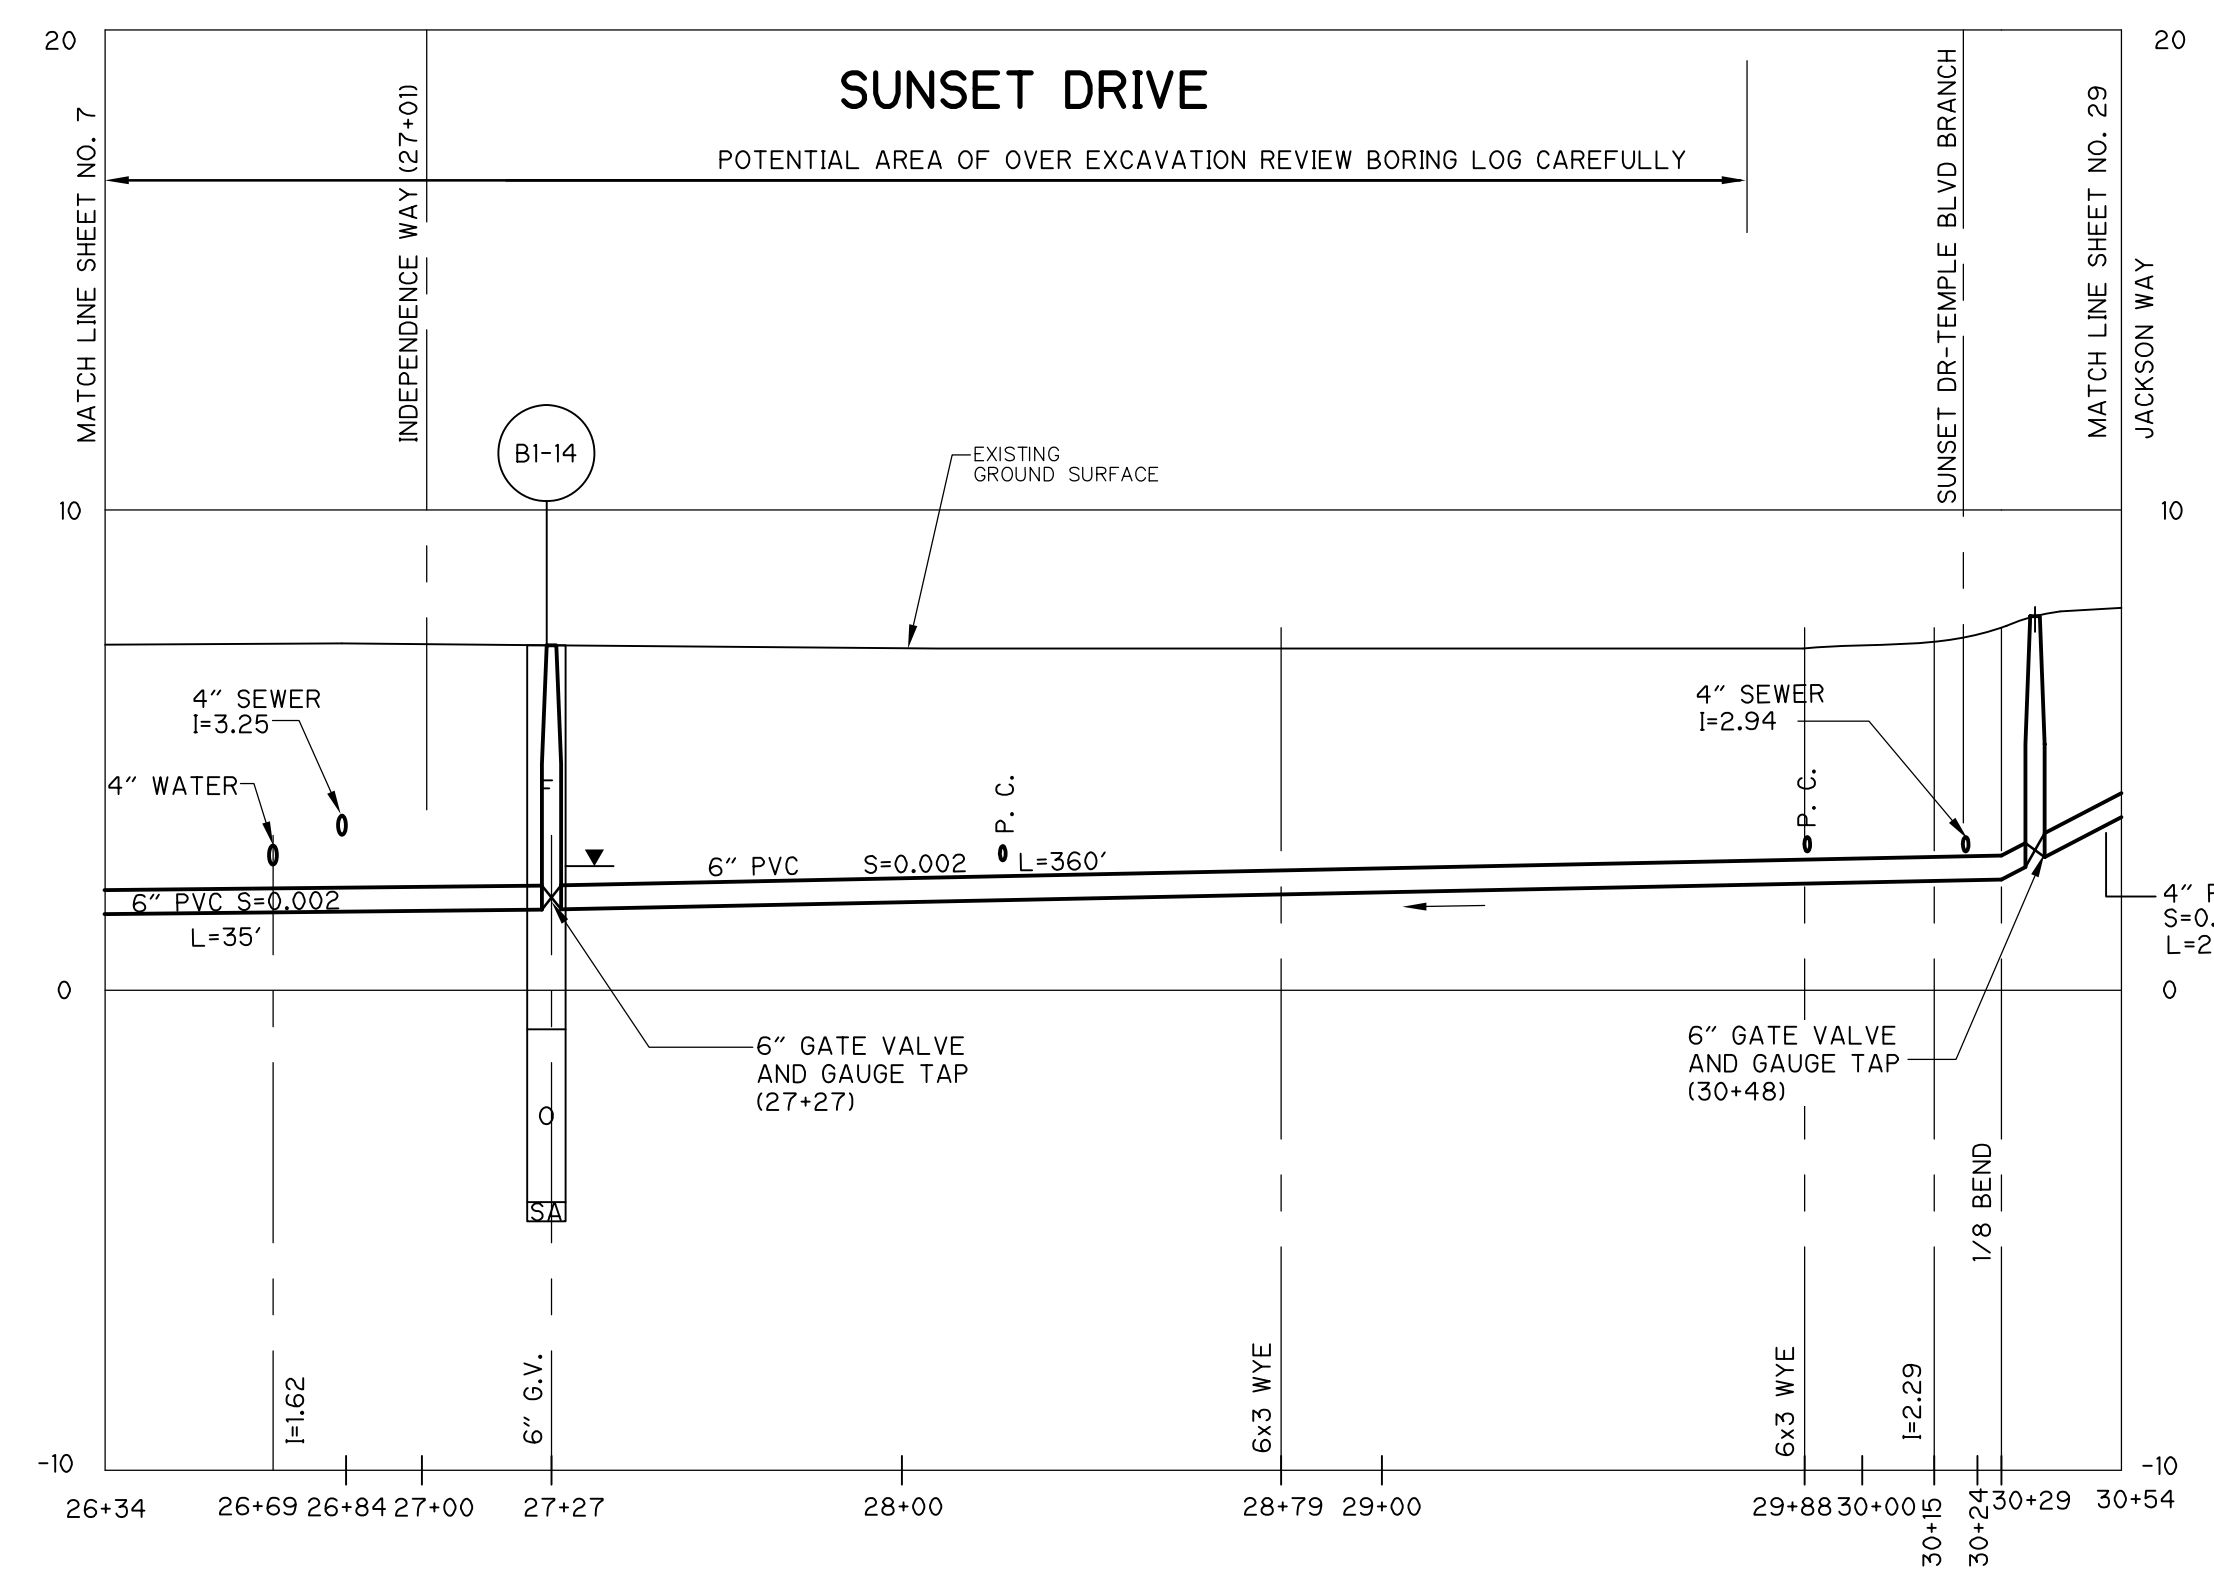 20
20
SUNSET DRIVE
POTENTIAL AREA OF OVER EXCAVATION REVIEW BORING LOG CAREFULLY
MATCH LINE SHEET NO. 7
INDEPENDENCE WAY (27+01)
SUNSET DR-TEMPLE BLVD BRANCH
MATCH LINE SHEET NO. 29
JACKSON WAY
B1-14
EXISTING
GROUND SURFACE
10
10
4" SEWER
I=3.25
4" WATER
F
P. C.
4" SEWER
I=2.94
P. C.
6" PVC S=0.002 L=360'
6" PVC S=0.002
L=35'
4" P
S=0.
L=2
0
0
6" GATE VALVE
AND GAUGE TAP
(27+27)
6" GATE VALVE
AND GAUGE TAP
(30+48)
O
SA
1/8 BEND
I=1.62
6" G.V.
6x3 WYE
6x3 WYE
I=2.29
-10
-10
26+34
26+69
26+84
27+00
27+27
28+00
28+79
29+00
29+88
30+00
30+15
30+24
30+29
30+54